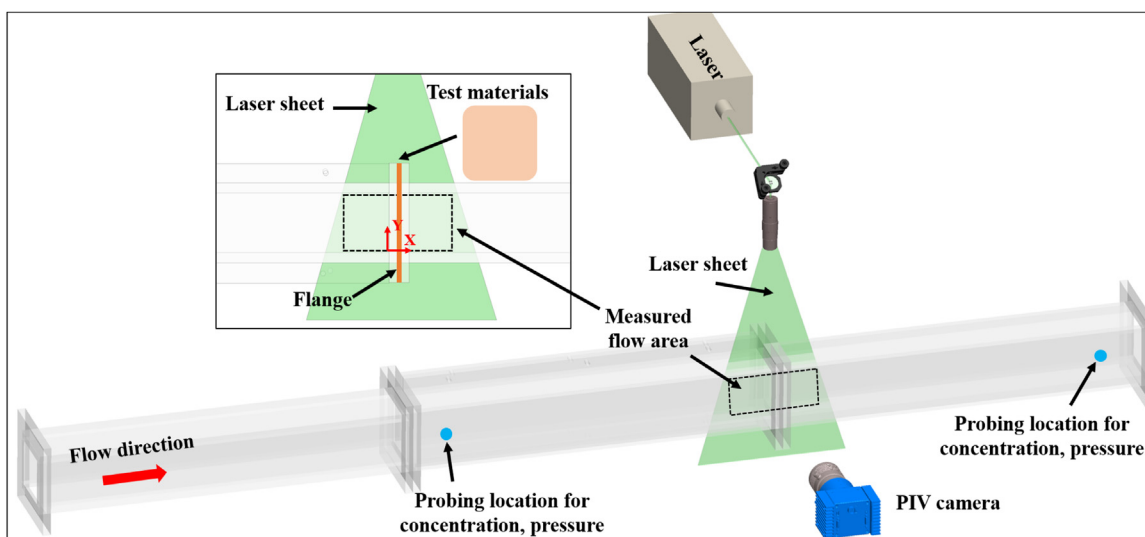 Laser
Laser sheet
Test materials
Y
X
Flange
Laser sheet
Measured
flow area
Flow direction
Probing location for
concentration, pressure
Probing location for
concentration, pressure
PIV camera